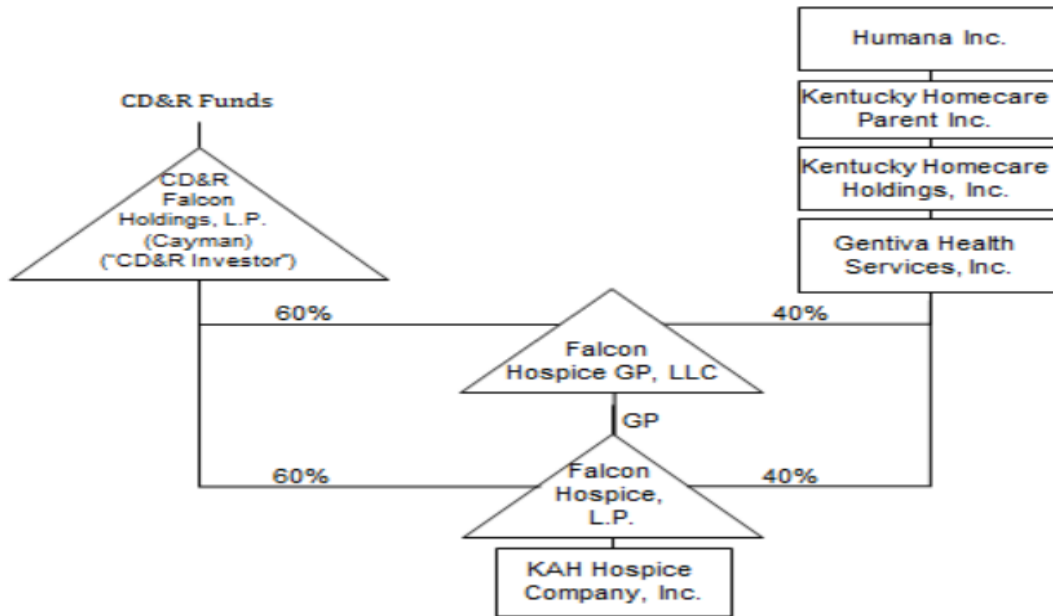 Humana Inc.
CD&R Funds
Kentucky Homecare
Parent Inc.
Kentucky Homecare
Holdings, Inc.
CD&R
Falcon
Holdings, L.P.
(Cayman)
("CD&R Investor")
Gentiva Health
Services, Inc.
60%
40%
Falcon
Hospice GP, LLC
GP
60%
40%
Falcon
Hospice,
L.P.
KAH Hospice
Company, Inc.